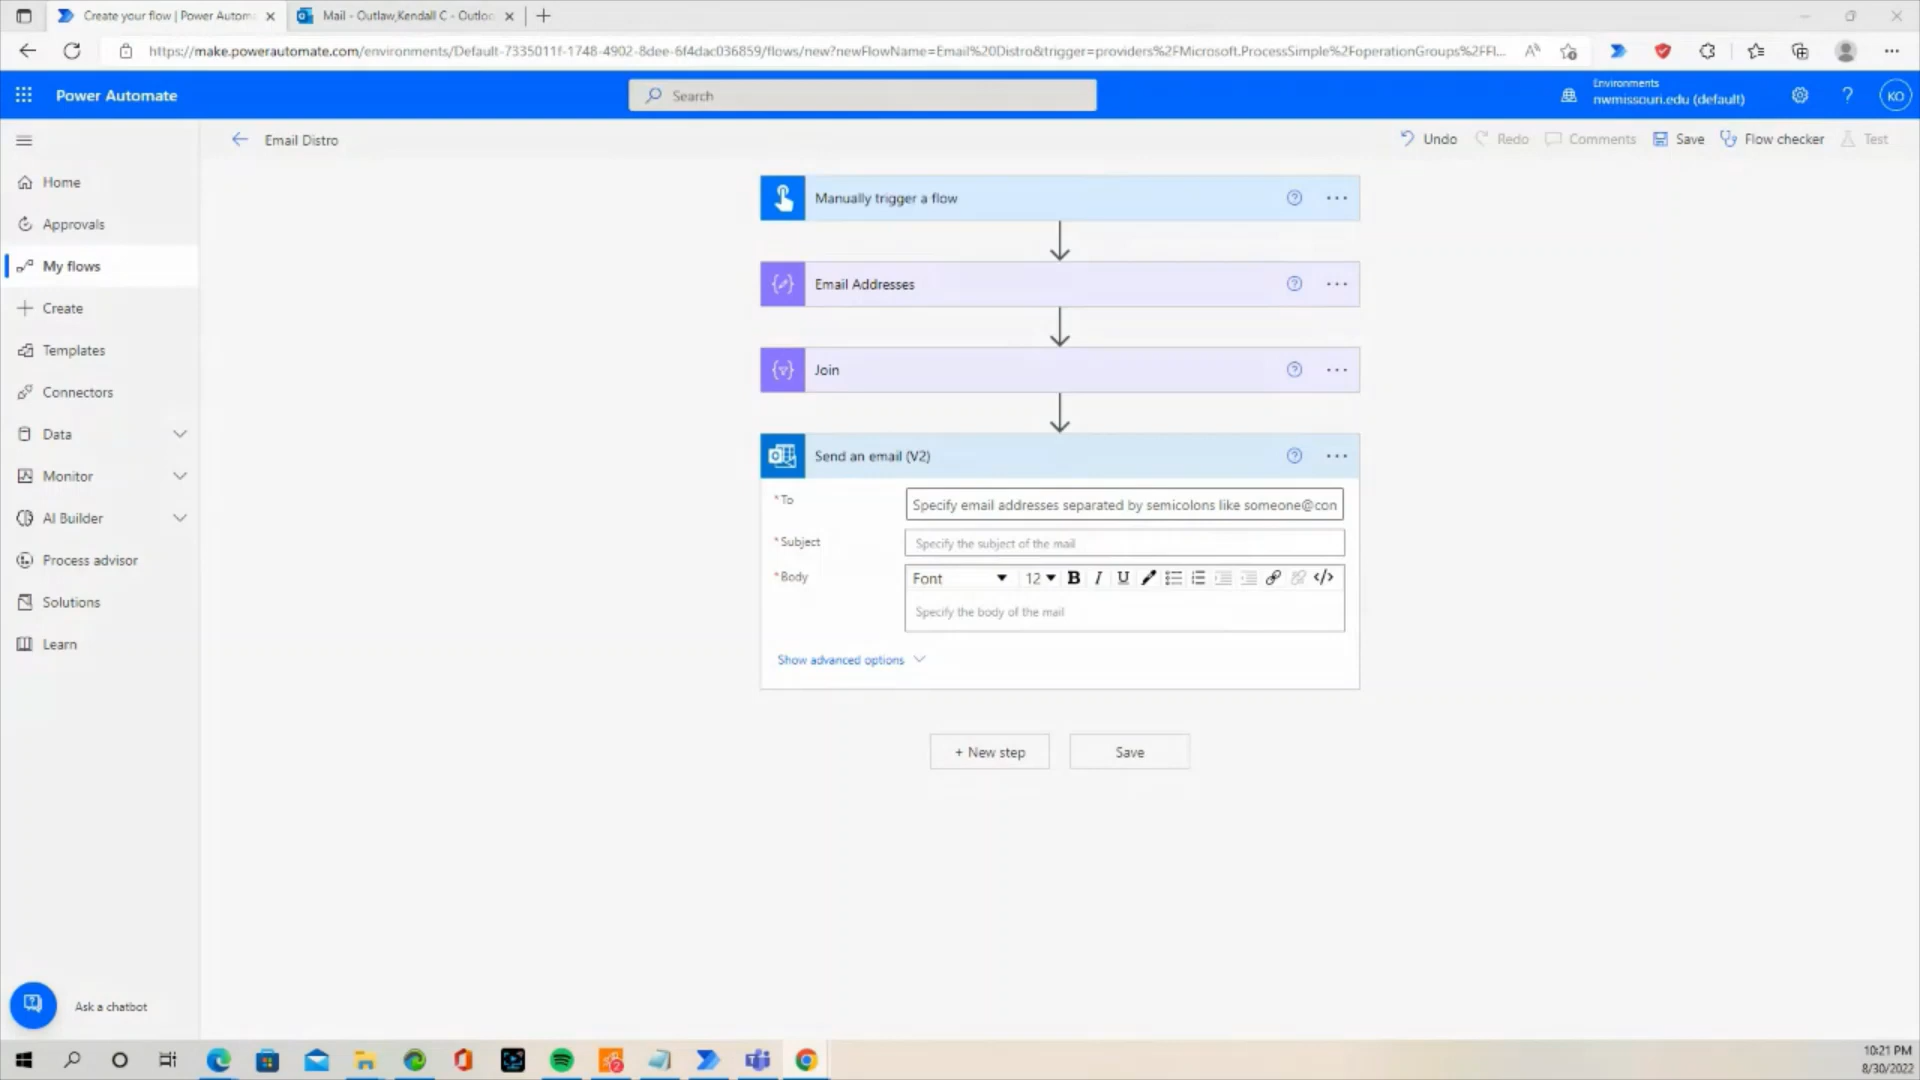 Create your flow | Power Autom
Mail - Outlaw,Kendall C - Outloo
https://make.powerautomate.com/environments/Default-7335011f-1748-4902-8dee-6f4dac036859/flows/new?newFlowName=Email%20Distro&trigger=providers%2FMicrosoft.ProcessSimple%2FoperationGroups%2FFl...
Power Automate
Search
Environments
nwmissouri.edu (default)
KO
Email Distro
Undo
Redo
Comments
Save
Flow checker
Test
Home
Approvals
My flows
Create
Templates
Connectors
Data
Monitor
AI Builder
Process advisor
Solutions
Learn
Ask a chatbot
Manually trigger a flow
Email Addresses
Join
Send an email (V2)
* To
Specify email addresses separated by semicolons like someone@con
* Subject
Specify the subject of the mail
* Body
Font
12
B I U
</>
Specify the body of the mail
Show advanced options
+ New step
Save
10:21 PM
8/30/2022